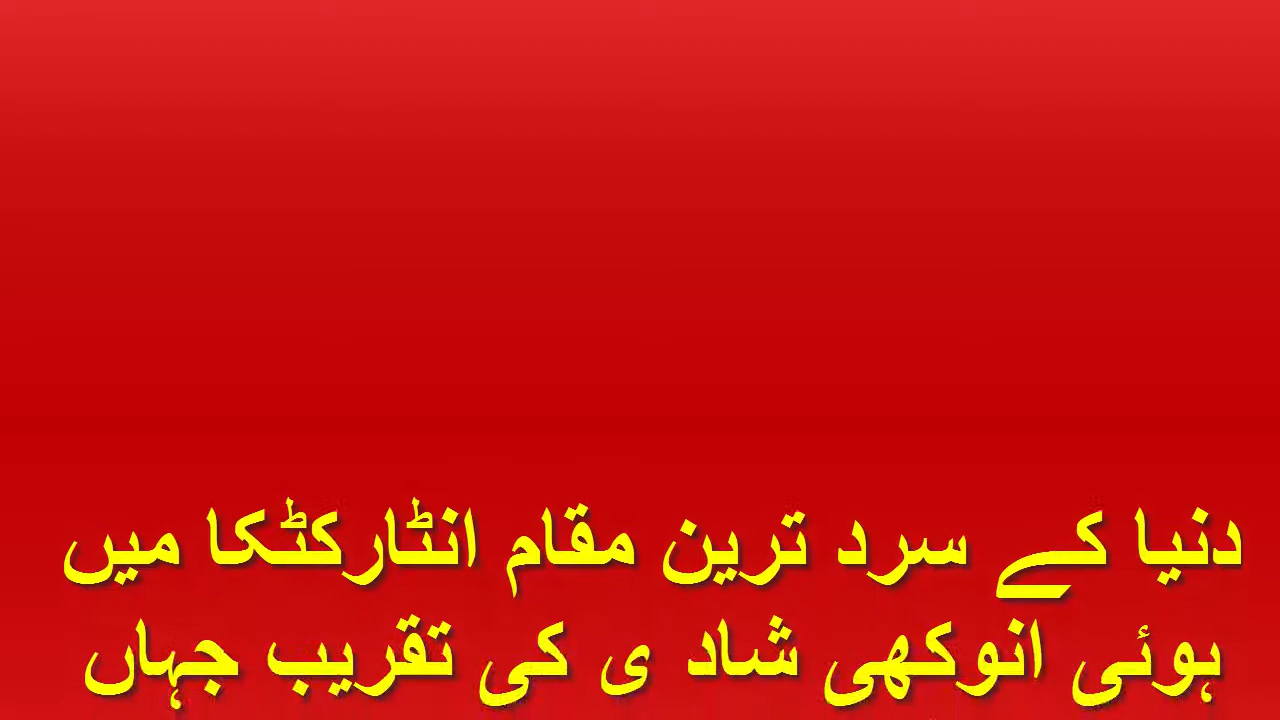 دنیا کے سرد ترین مقام انٹارکٹکا میں
ہوئی انوکھی شاد ی کی تقریب جہاں